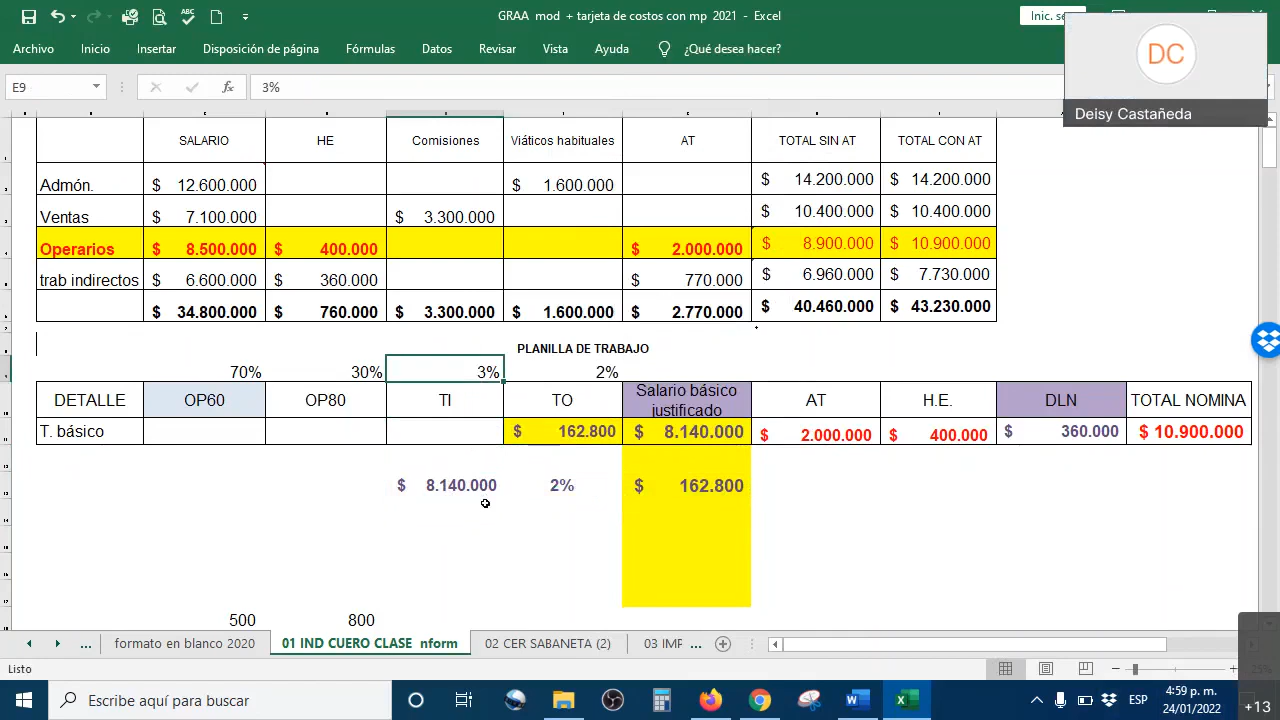 GRAA mod + tarjeta de costos con mp 2021 - Excel
Inic. se
Archivo Inicio Insertar Disposición de página Fórmulas Datos Revisar Vista Ayuda ¿Qué desea hacer?
DC
Deisy Castañeda
E9 fx 3%
SALARIO HE Comisiones Viáticos habituales AT TOTAL SIN AT TOTAL CON AT
Admón. $ 12.600.000 $ 1.600.000 $ 14.200.000 $ 14.200.000
Ventas $ 7.100.000 $ 3.300.000 $ 10.400.000 $ 10.400.000
Operarios $ 8.500.000 $ 400.000 $ 2.000.000 $ 8.900.000 $ 10.900.000
trab indirectos $ 6.600.000 $ 360.000 $ 770.000 $ 6.960.000 $ 7.730.000
$ 34.800.000 $ 760.000 $ 3.300.000 $ 1.600.000 $ 2.770.000 $ 40.460.000 $ 43.230.000
PLANILLA DE TRABAJO
70% 30% 3% 2%
DETALLE OP60 OP80 TI TO Salario básico justificado AT H.E. DLN TOTAL NOMINA
T. básico $ 162.800 $ 8.140.000 $ 2.000.000 $ 400.000 $ 360.000 $ 10.900.000
$ 8.140.000 2% $ 162.800
500 800
... formato en blanco 2020 01 IND CUERO CLASE nform 02 CER SABANETA (2) 03 IMP ...
Listo
Escribe aquí para buscar
ESP
4:59 p. m.
24/01/2022
+13